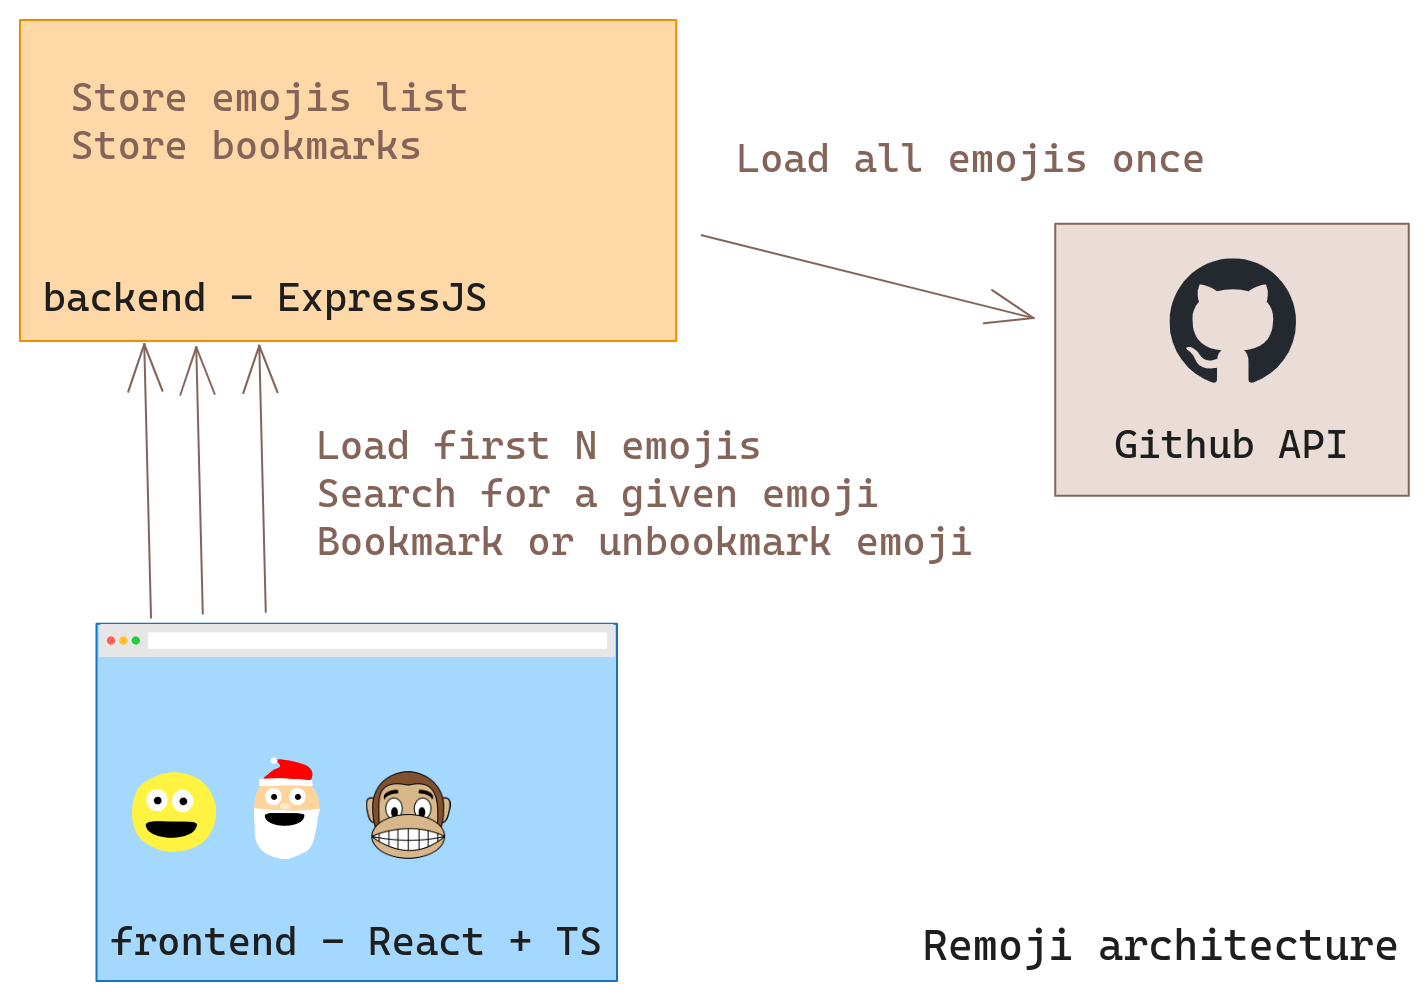 Store emojis list
Store bookmarks
backend - ExpressJS
Load all emojis once
Github API
Load first N emojis
Search for a given emoji
Bookmark or unbookmark emoji
frontend - React + TS
Remoji architecture